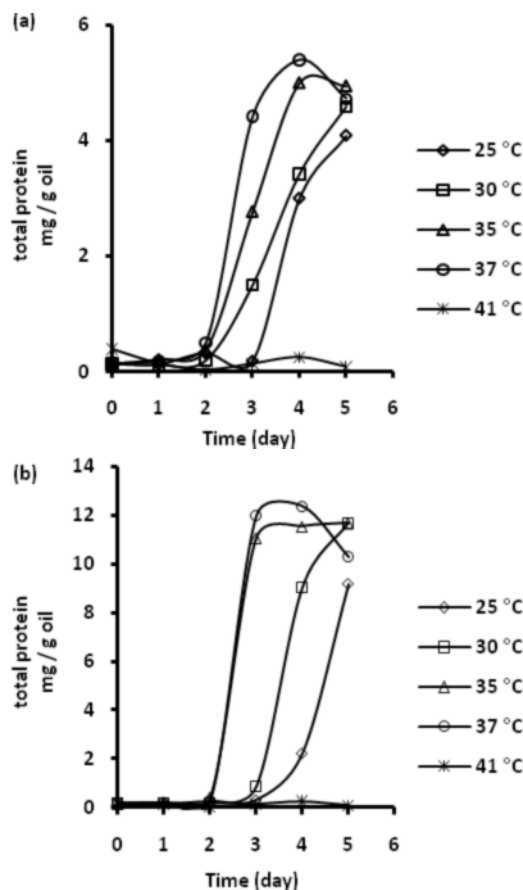 (a)
6
4
2
0
total protein
mg / g oil
0 1 2 3 4 5 6
Time (day)
25 °C
30 °C
35 °C
37 °C
41 °C
(b)
14
12
10
8
6
4
2
0
total protein
mg / g oil
0 1 2 3 4 5 6
Time (day)
25 °C
30 °C
35 °C
37 °C
41 °C